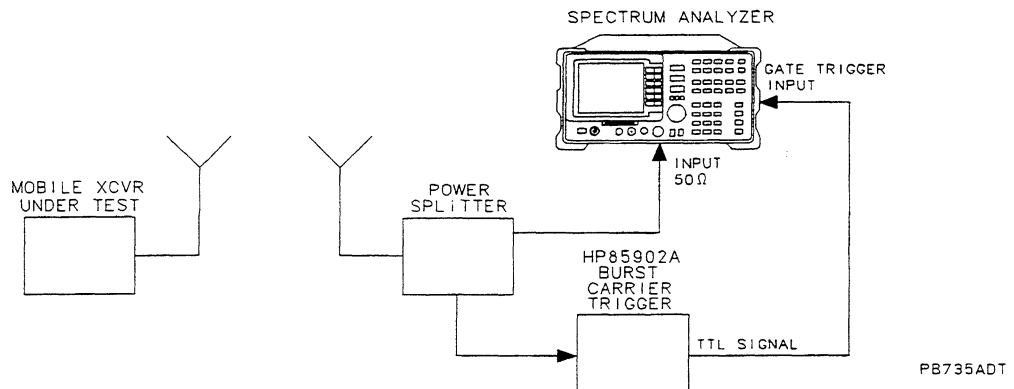 SPECTRUM ANALYZER
GATE TRIGGER
INPUT
INPUT
50Ω
MOBILE XCVR
UNDER TEST
POWER
SPLITTER
HP85902A
BURST
CARRIER
TRIGGER
TTL SIGNAL
PB735ADT